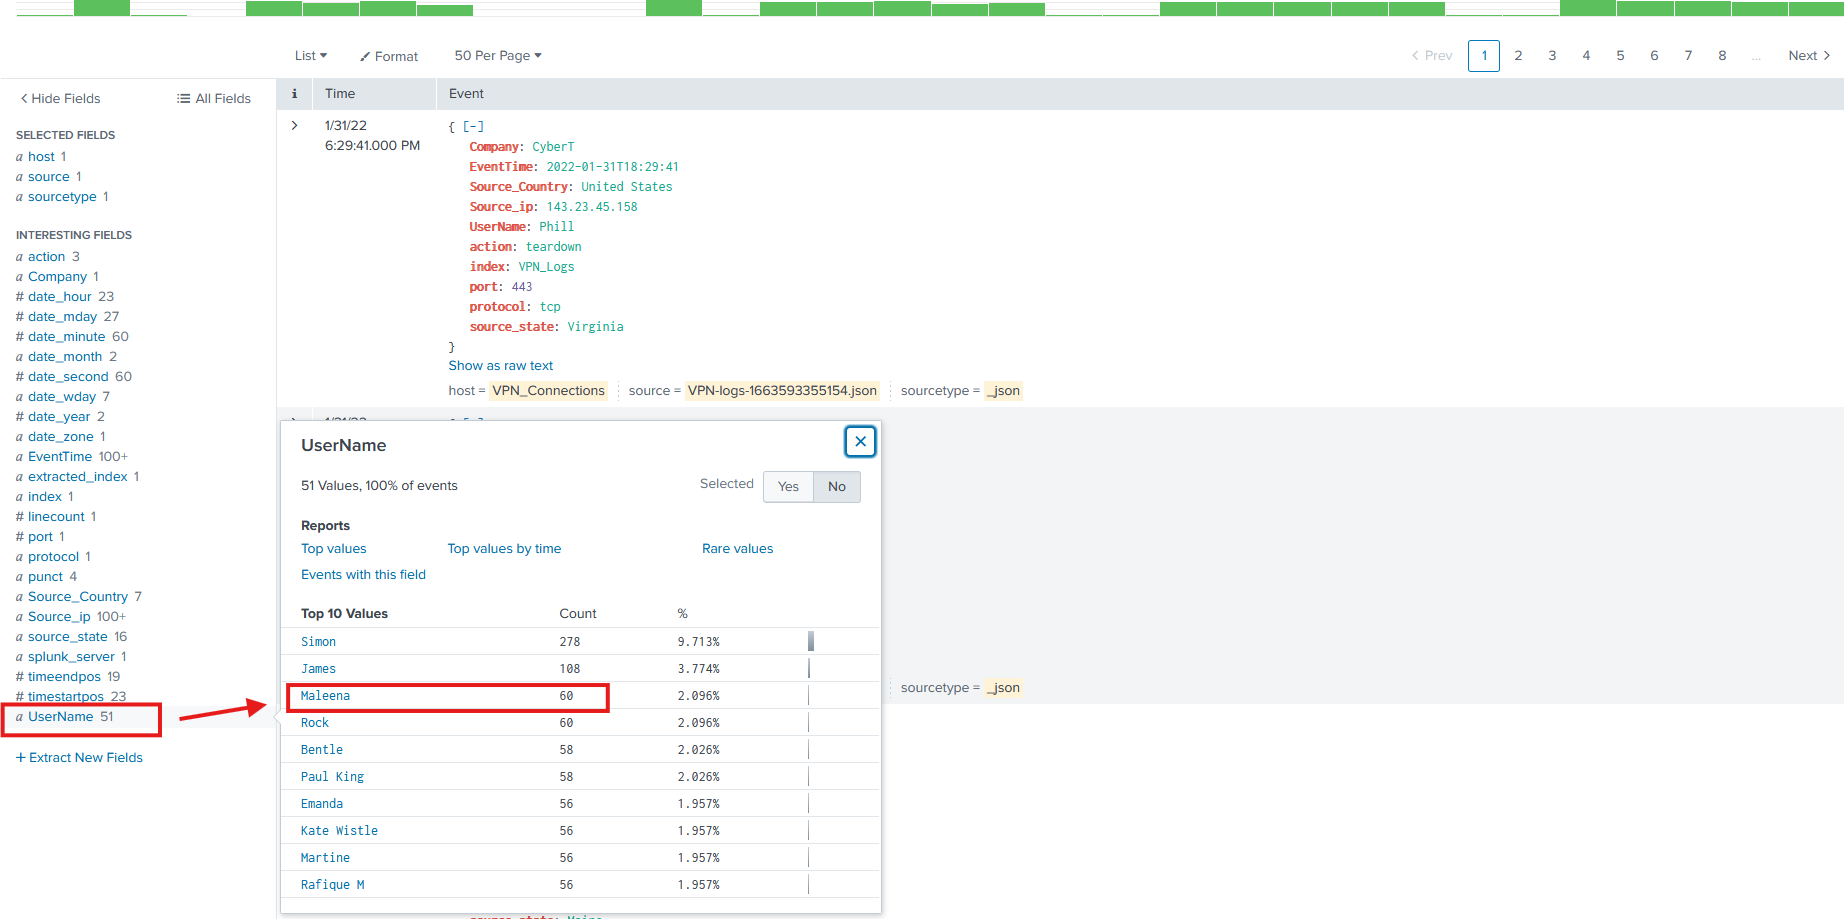 List ▾ Format 50 Per Page ▾ < Prev 1 2 3 4 5 6 7 8 ... Next >
< Hide Fields All Fields
SELECTED FIELDS
a host 1
a source 1
a sourcetype 1
INTERESTING FIELDS
a action 3
a Company 1
# date_hour 23
# date_mday 27
# date_minute 60
a date_month 2
# date_second 60
a date_wday 7
# date_year 2
a date_zone 1
a EventTime 100+
a extracted_index 1
a index 1
# linecount 1
# port 1
a protocol 1
a punct 4
a Source_Country 7
a Source_ip 100+
a source_state 16
a splunk_server 1
# timeendpos 19
# timestartpos 23
a UserName 51
+ Extract New Fields
i Time Event
> 1/31/22
6:29:41.000 PM
{ [-]
Company: CyberT
EventTime: 2022-01-31T18:29:41
Source_Country: United States
Source_ip: 143.23.45.158
UserName: Phill
action: teardown
index: VPN_Logs
port: 443
protocol: tcp
source_state: Virginia
}
Show as raw text
host = VPN_Connections source = VPN-logs-1663593355154.json sourcetype = _json
UserName ×
51 Values, 100% of events Selected Yes No
Reports
Top values Top values by time Rare values
Events with this field
Top 10 Values Count %
Simon 278 9.713%
James 108 3.774%
Maleena 60 2.096%
Rock 60 2.096%
Bentle 58 2.026%
Paul King 58 2.026%
Emanda 56 1.957%
Kate Wistle 56 1.957%
Martine 56 1.957%
Rafique M 56 1.957%
sourcetype = _json